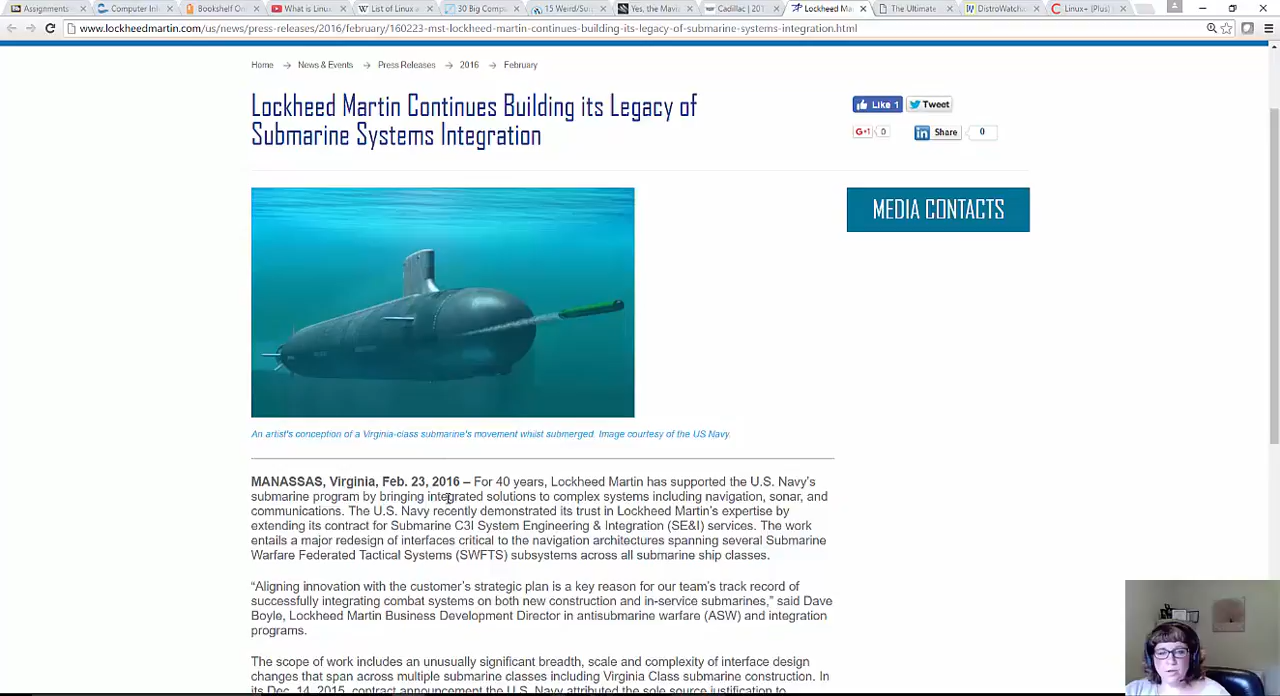 Assignments
Computer Inf
Bookshelf On
What is Linux
List of Linux a
30 Big Compa
15 Weird/Sur
Yes, the Mavi
Cadillac | 201
Lockheed Ma
The Ultimate
DistroWatch
Linux+ (Plus)
www.lockheedmartin.com/us/news/press-releases/2016/february/160223-mst-lockheed-martin-continues-building-its-legacy-of-submarine-systems-integration.html
Home → News & Events → Press Releases → 2016 → February
Lockheed Martin Continues Building its Legacy of
Submarine Systems Integration
Like 1 Tweet
G+1 0 in Share 0
MEDIA CONTACTS
An artist's conception of a Virginia-class submarine's movement whilst submerged. Image courtesy of the US Navy.
MANASSAS, Virginia, Feb. 23, 2016 – For 40 years, Lockheed Martin has supported the U.S. Navy's
submarine program by bringing integrated solutions to complex systems including navigation, sonar, and
communications. The U.S. Navy recently demonstrated its trust in Lockheed Martin's expertise by
extending its contract for Submarine C3I System Engineering & Integration (SE&I) services. The work
entails a major redesign of interfaces critical to the navigation architectures spanning several Submarine
Warfare Federated Tactical Systems (SWFTS) subsystems across all submarine ship classes.
“Aligning innovation with the customer's strategic plan is a key reason for our team's track record of
successfully integrating combat systems on both new construction and in-service submarines,” said Dave
Boyle, Lockheed Martin Business Development Director in antisubmarine warfare (ASW) and integration
programs.
The scope of work includes an unusually significant breadth, scale and complexity of interface design
changes that span across multiple submarine classes including Virginia Class submarine construction. In
its Dec. 14, 2015, contract announcement the U.S. Navy attributed the sole source justification to